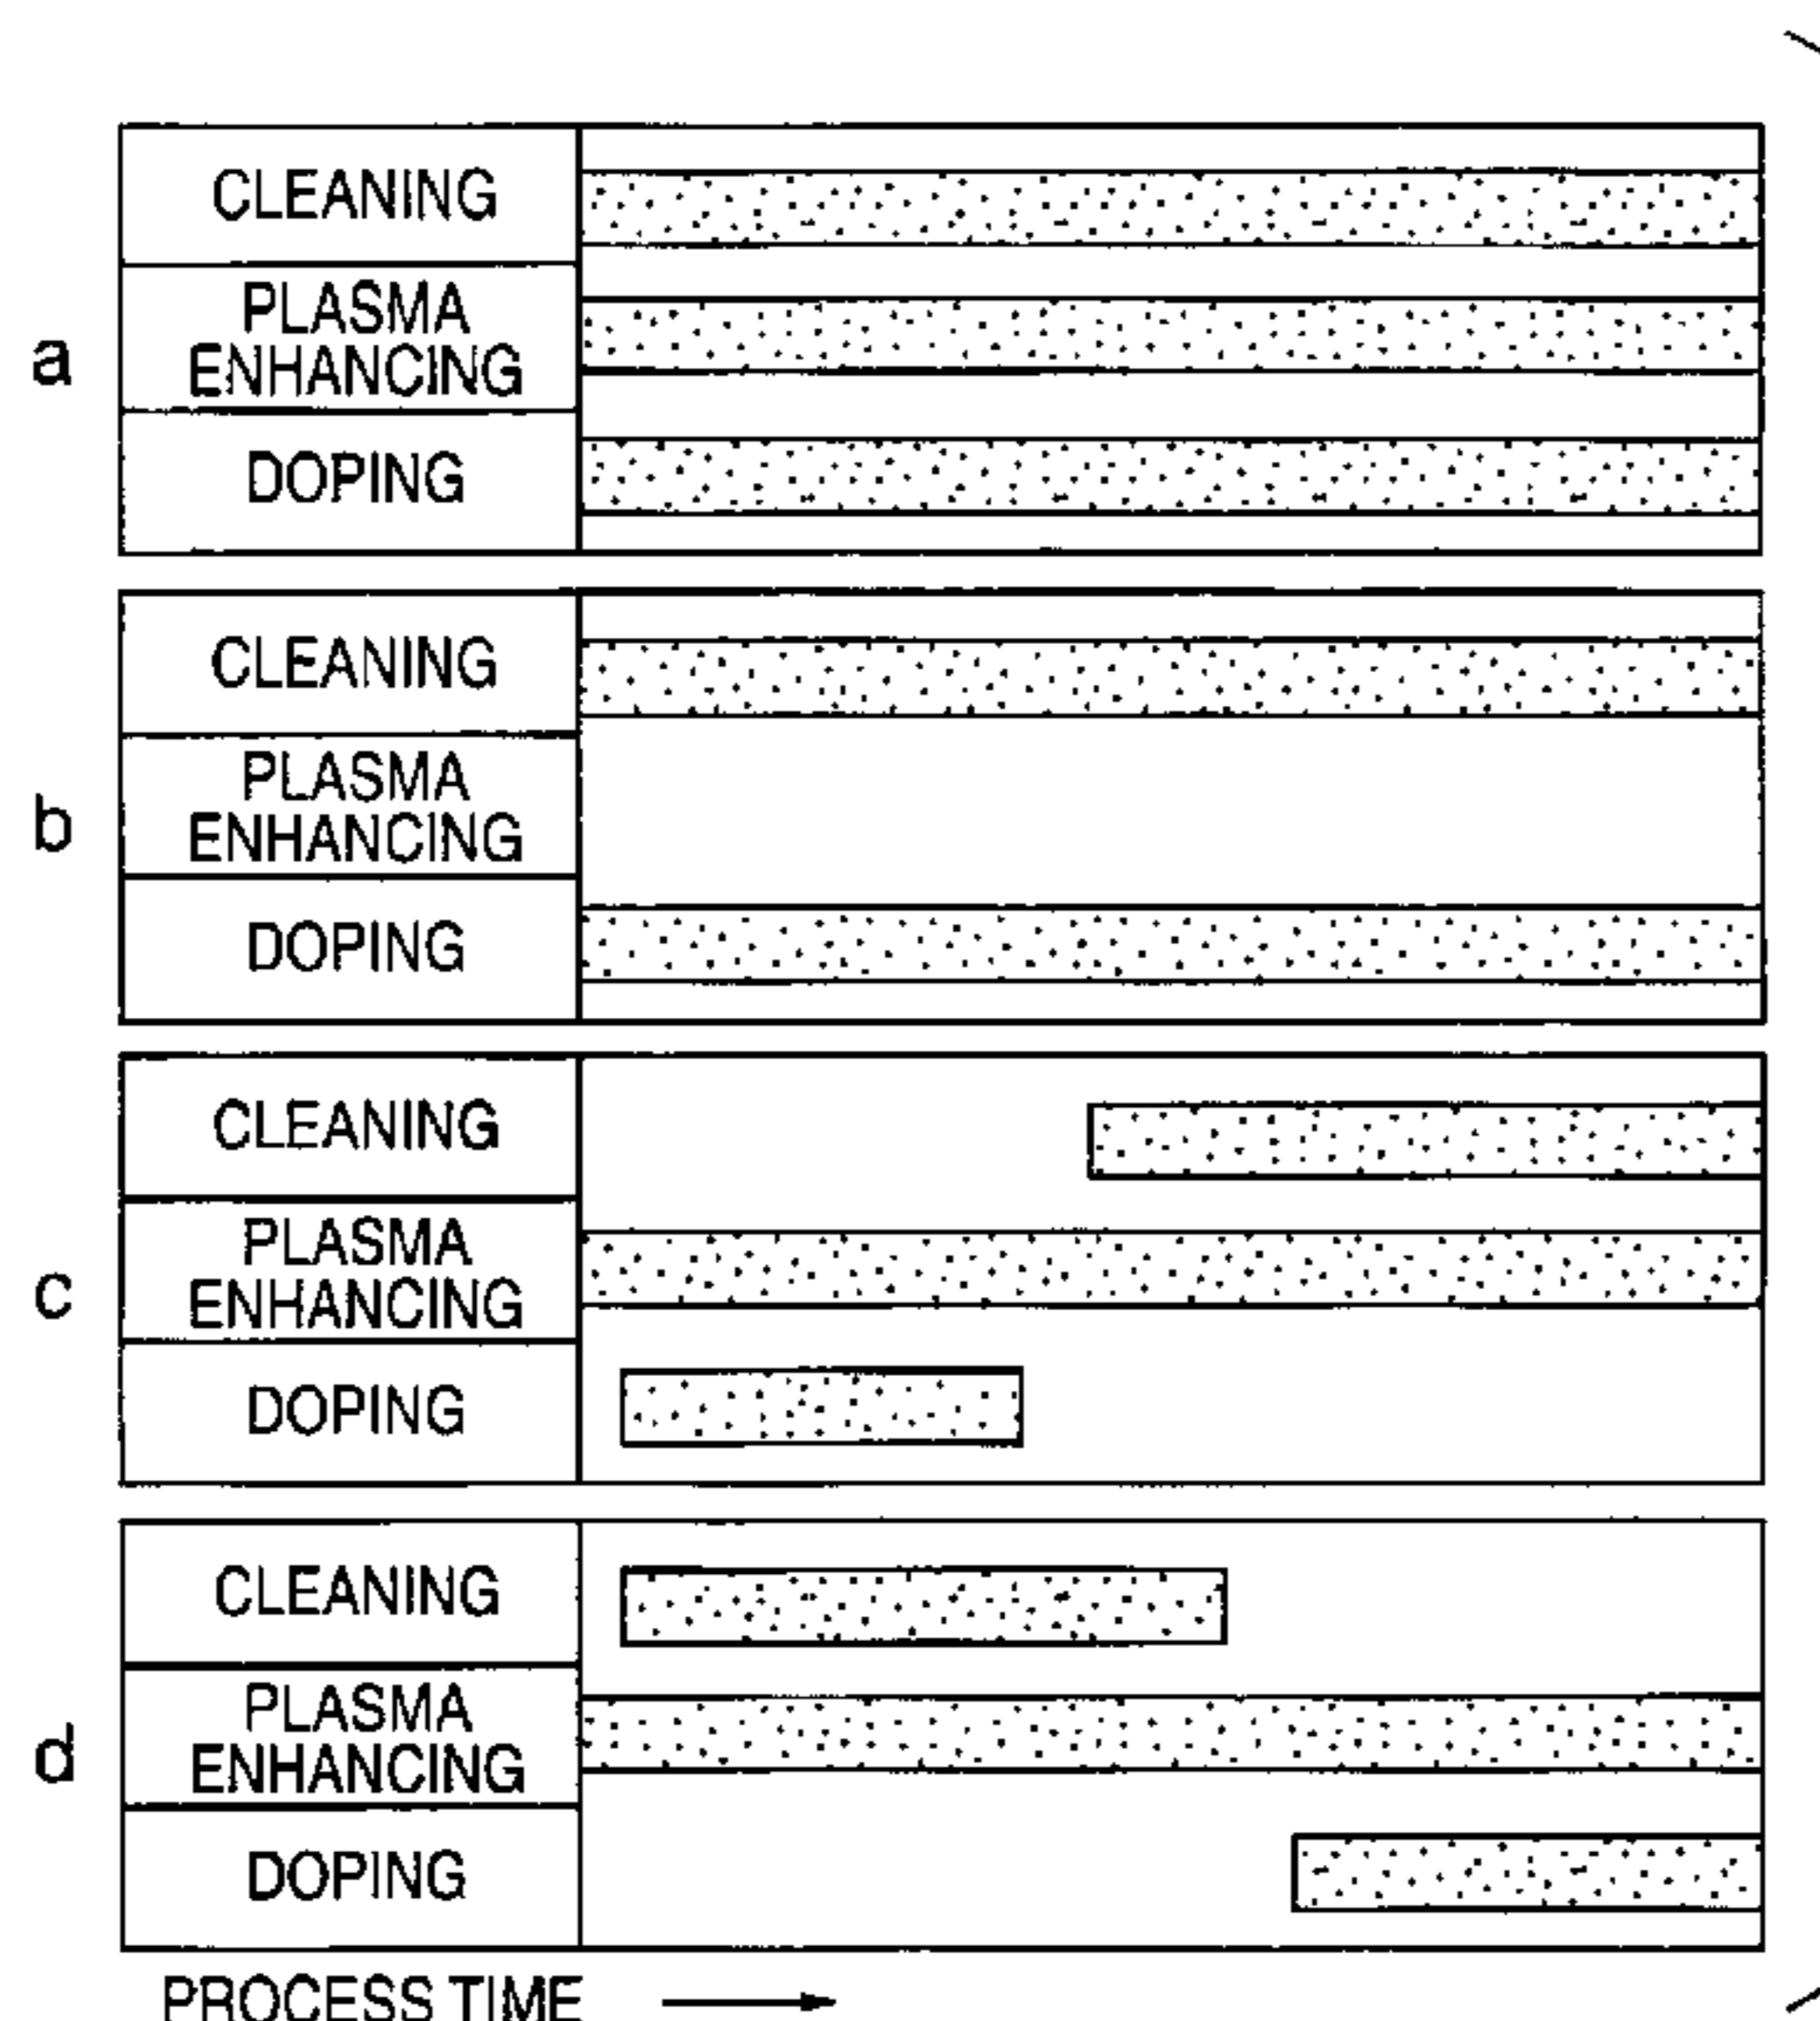 a
CLEANING
PLASMA
ENHANCING
DOPING
b
CLEANING
PLASMA
ENHANCING
DOPING
c
CLEANING
PLASMA
ENHANCING
DOPING
d
CLEANING
PLASMA
ENHANCING
DOPING
PROCESS TIME